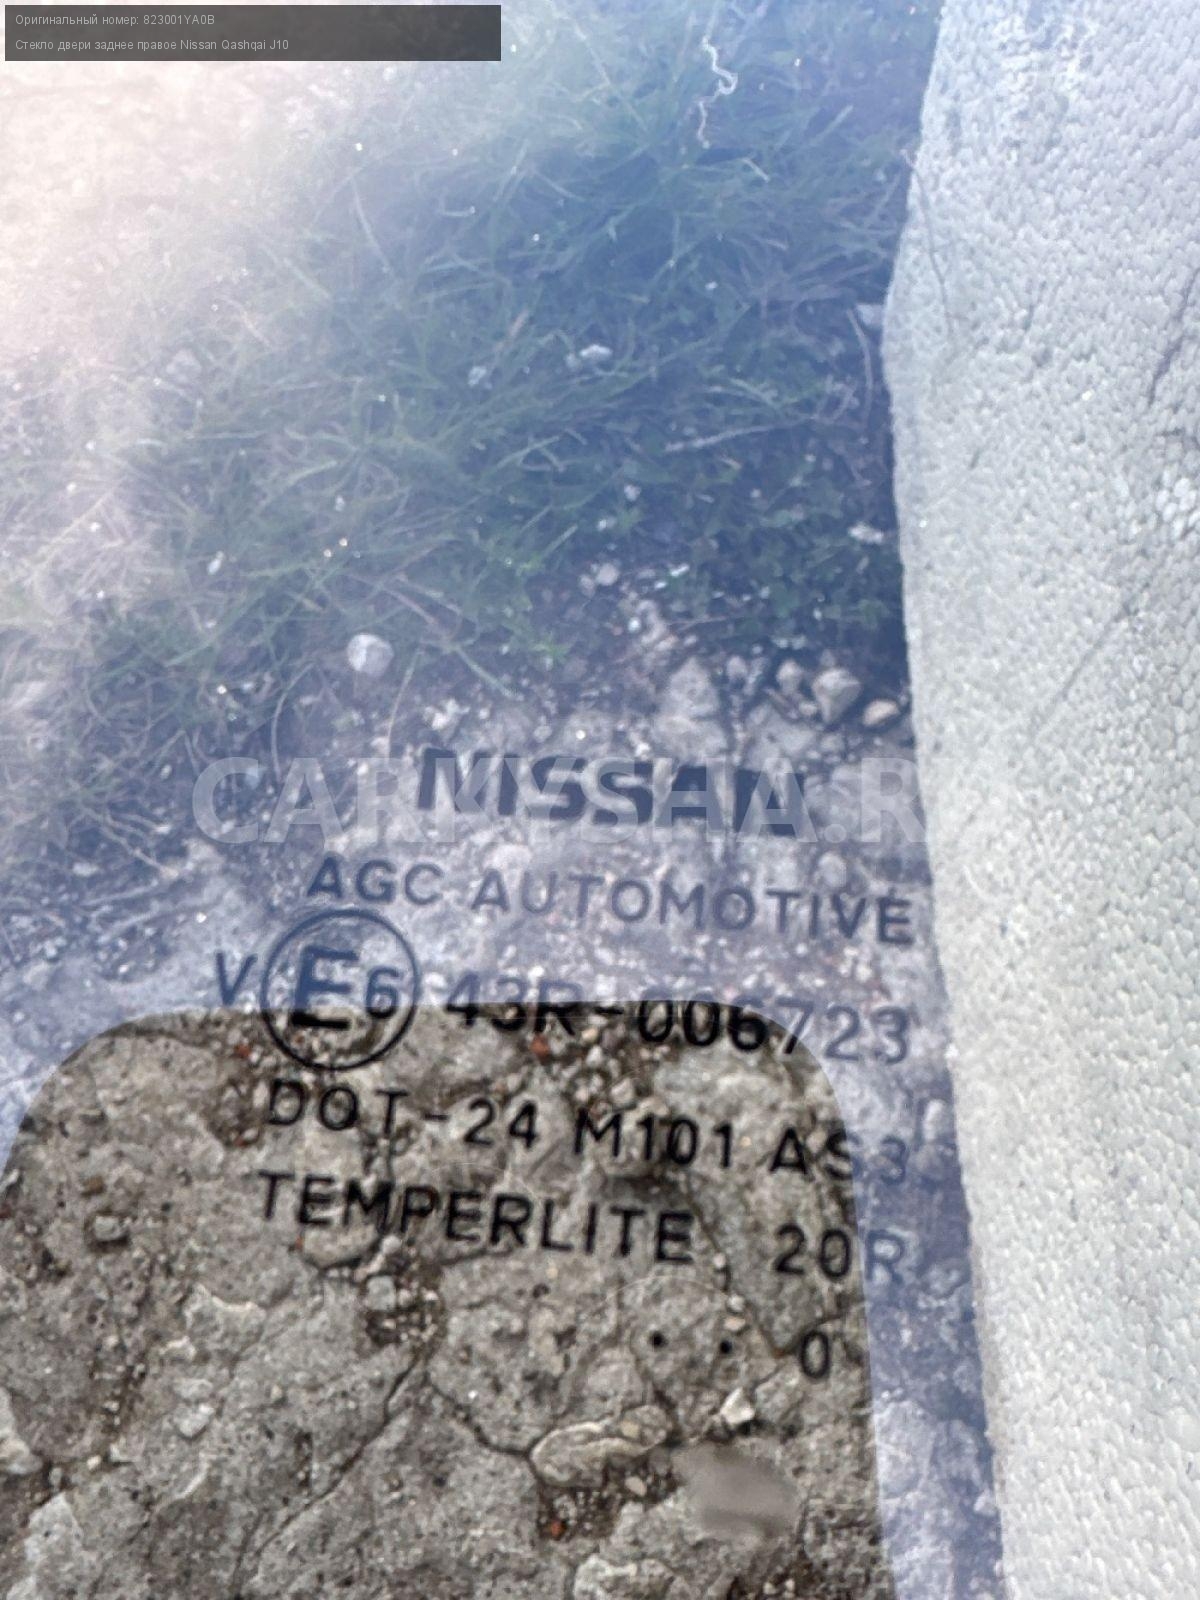 Оригинальный номер: 823001YA0B
Стекло двери заднее правое Nissan Qashqai J10
NISSAN
AGC AUTOMOTIVE
V E6 43R-006723
DOT-24 M101 AS3
TEMPERLITE 20R
. . 0